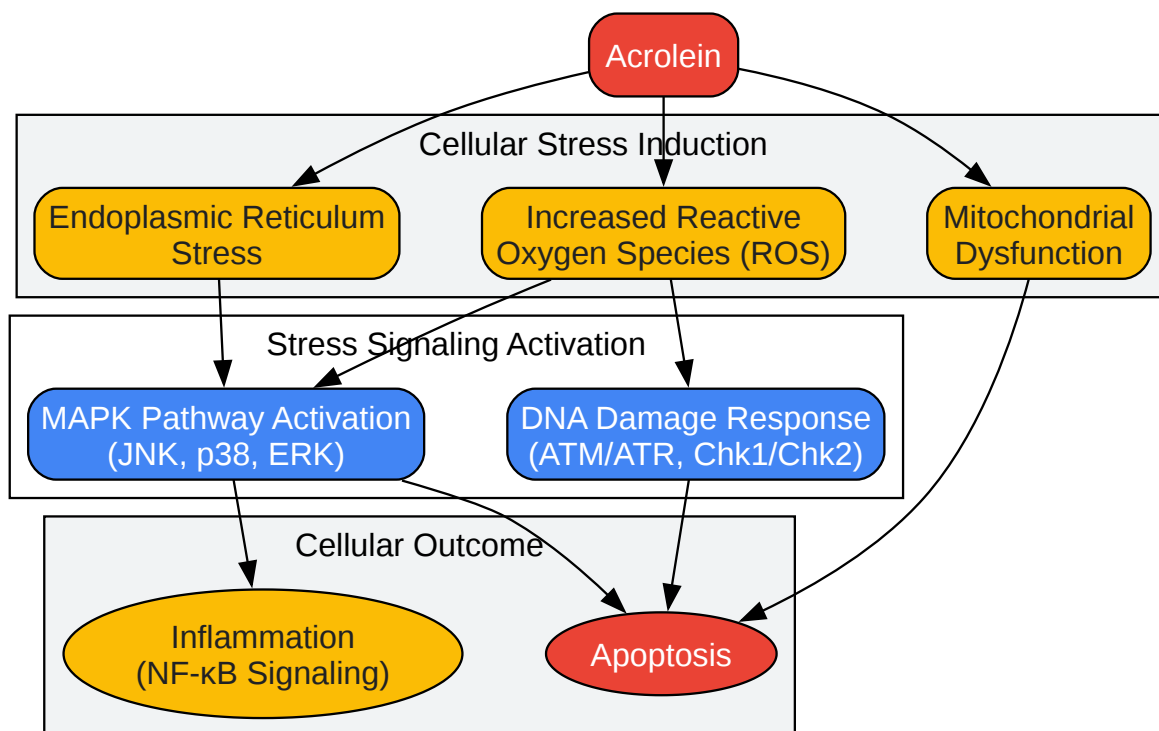 Acrolein
Cellular Stress Induction
Endoplasmic Reticulum
Stress
Increased Reactive
Oxygen Species (ROS)
Mitochondrial
Dysfunction
Stress Signaling Activation
MAPK Pathway Activation
(JNK, p38, ERK)
DNA Damage Response
(ATM/ATR, Chk1/Chk2)
Cellular Outcome
Inflammation
(NF-κB Signaling)
Apoptosis